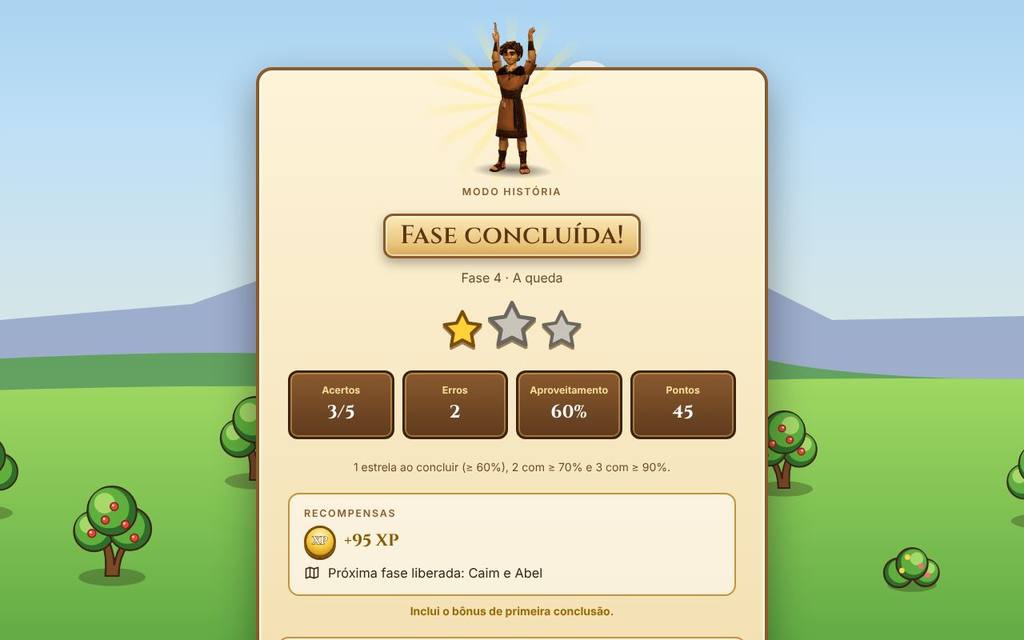 MODO HISTÓRIA
Fase concluída!
Fase 4 · A queda
Acertos
3/5
Erros
2
Aproveitamento
60%
Pontos
45
1 estrela ao concluir (≥ 60%), 2 com ≥ 70% e 3 com ≥ 90%.
RECOMPENSAS
XP
+95 XP
Próxima fase liberada: Caim e Abel
Inclui o bônus de primeira conclusão.